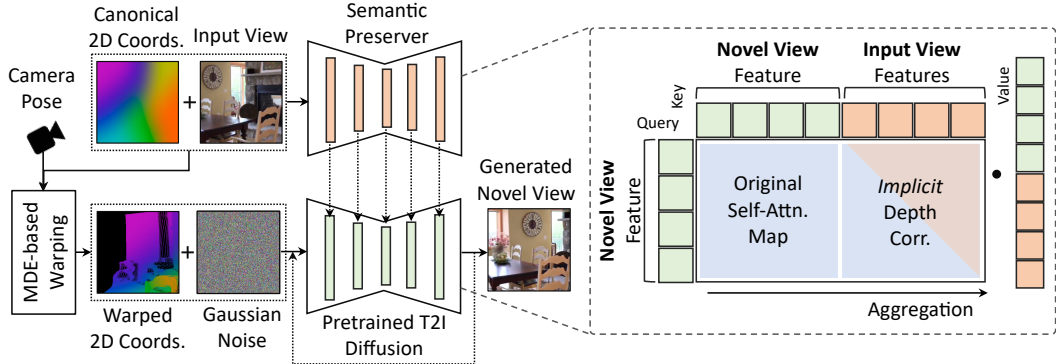 Canonical
2D Coords.
Input View
Semantic
Preserver
Camera
Pose
MDE-based
Warping
Warped
2D Coords.
Gaussian
Noise
Pretrained T2I
Diffusion
Generated
Novel View
Novel View
Feature
Input View
Features
Key
Query
Value
Novel View
Feature
Original
Self-Attn.
Map
Implicit
Depth
Corr.
Aggregation